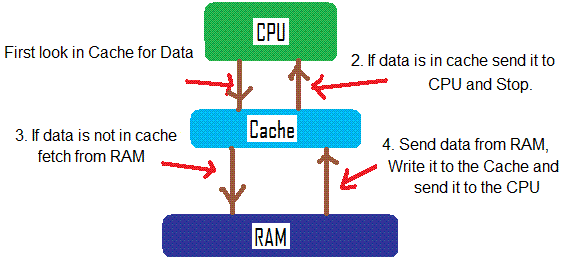 CPU
First look in Cache for Data
2. If data is in cache send it to
CPU and Stop.
Cache
3. If data is not in cache
fetch from RAM
4. Send data from RAM,
Write it to the Cache and
send it to the CPU
RAM